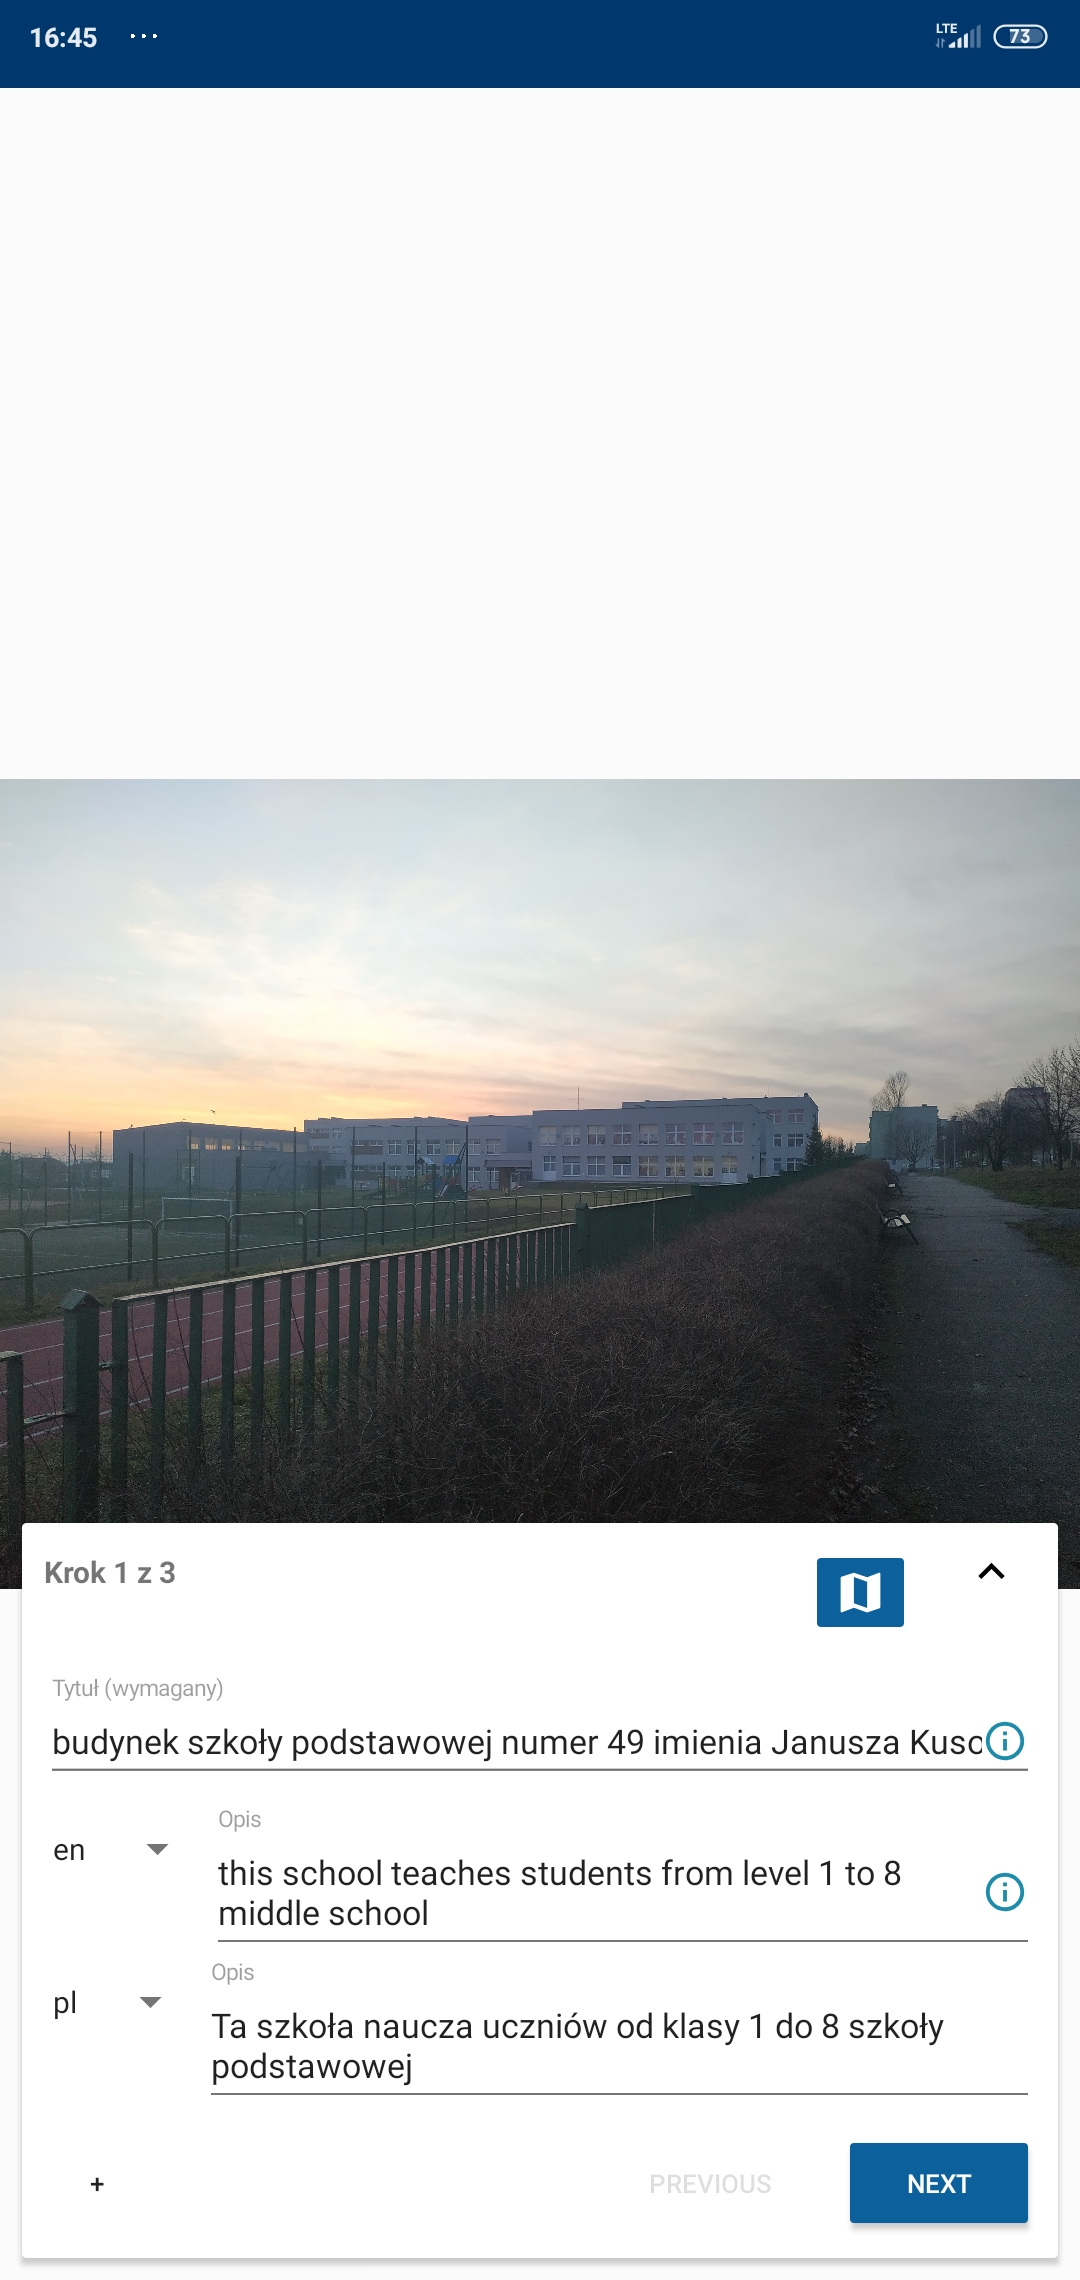 16:45 ...
LTE 73
Krok 1 z 3
Tytuł (wymagany)
budynek szkoły podstawowej numer 49 imienia Janusza
Opis
en
this school teaches students from level 1 to 8
middle school
Opis
pl
Ta szkoła naucza uczniów od klasy 1 do 8 szkoły
podstawowej
+ PREVIOUS NEXT